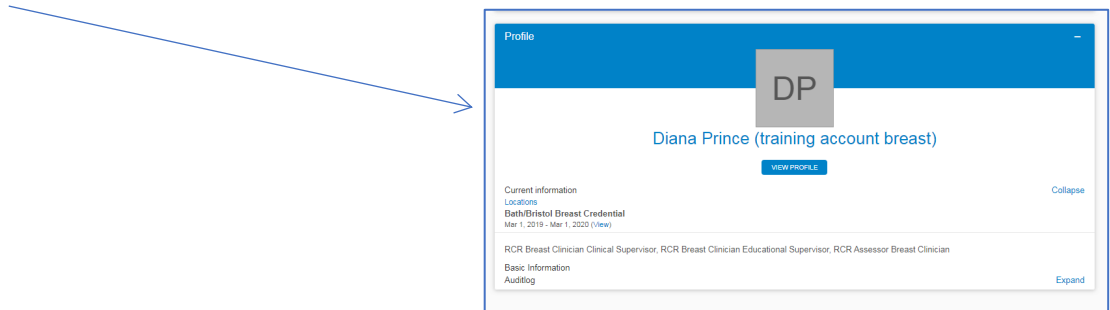 Profile
–
DP
Diana Prince (training account breast)
VIEW PROFILE
Current information
Collapse
Locations
Bath/Bristol Breast Credential
Mar 1, 2019 - Mar 1, 2020 (View)
RCR Breast Clinician Clinical Supervisor, RCR Breast Clinician Educational Supervisor, RCR Assessor Breast Clinician
Basic Information
Auditlog
Expand